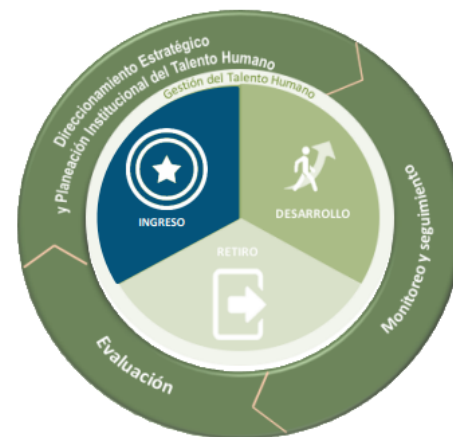 Direccionamiento Estratégico
y Planeación Institucional del Talento Humano
Gestión del Talento Humano
INGRESO
DESARROLLO
RETIRO
Monitoreo y seguimiento
Evaluación